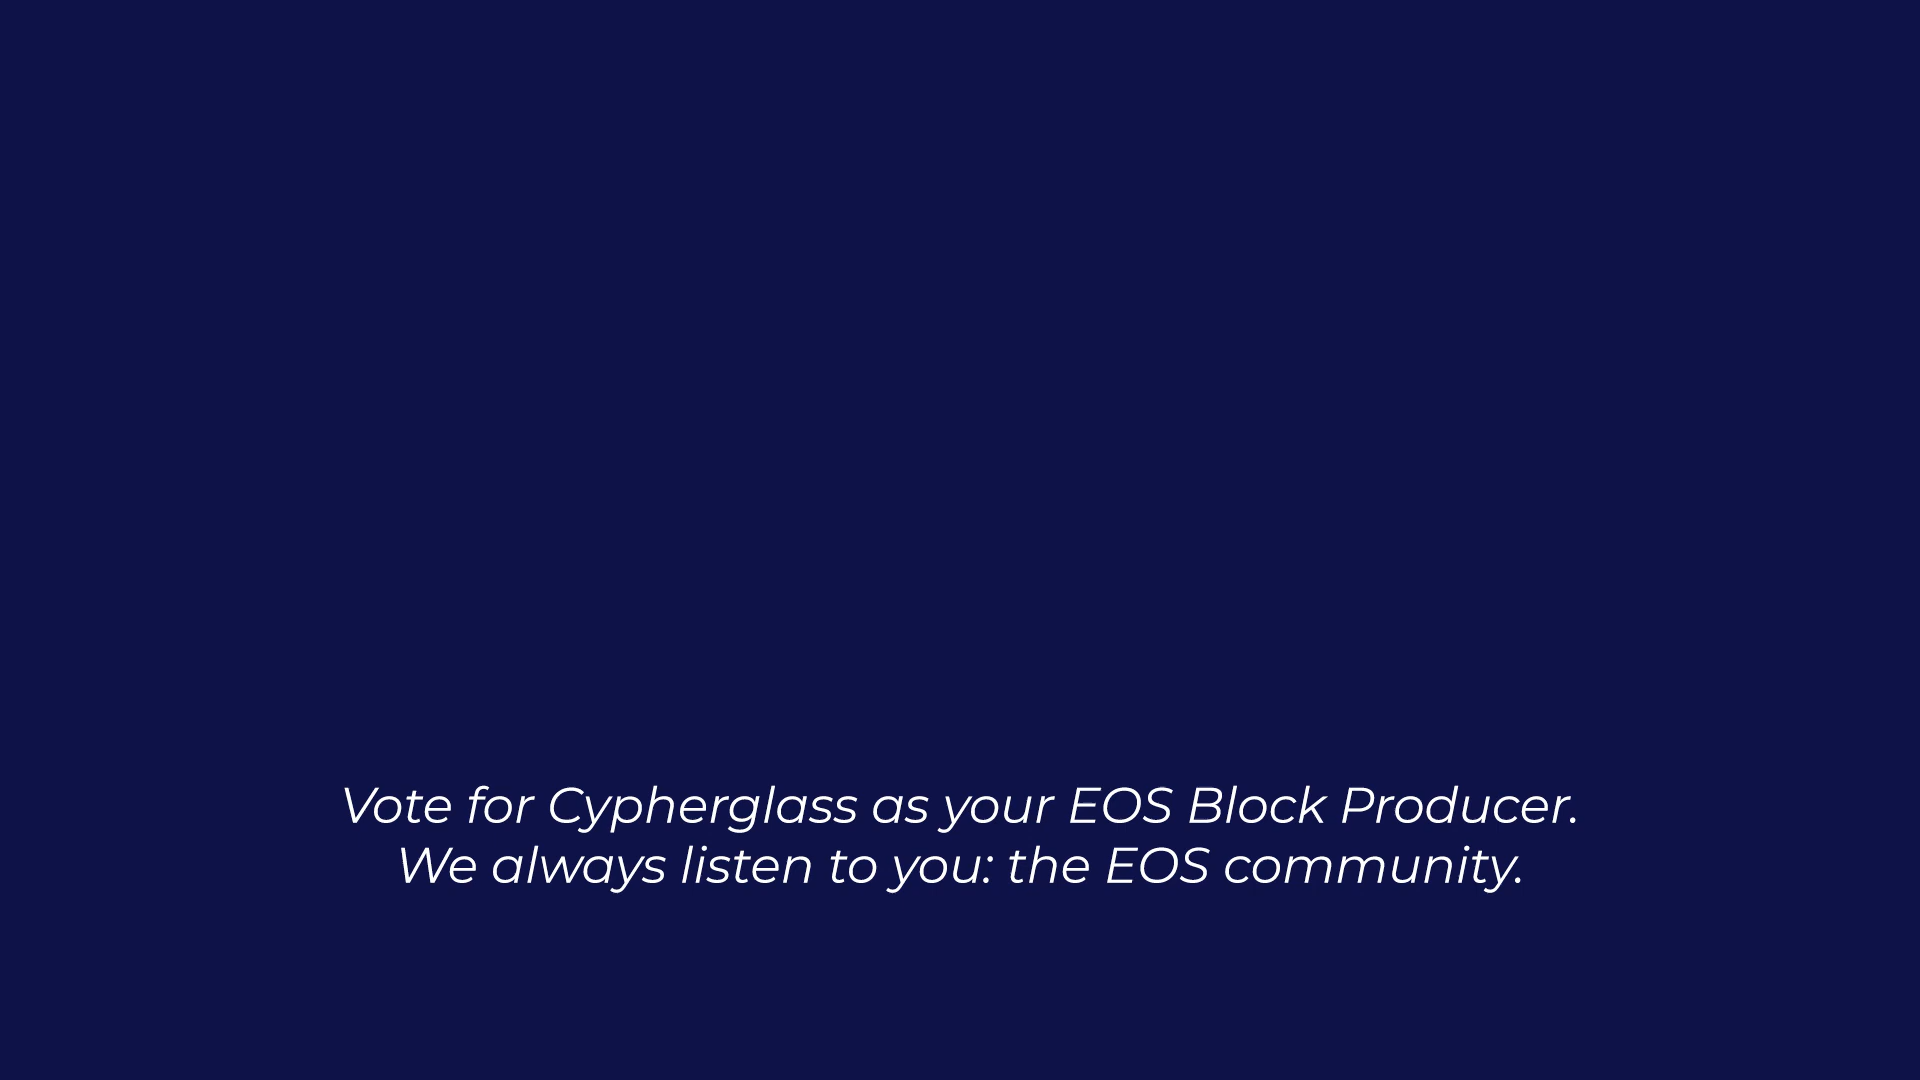 Vote for Cypherglass as your EOS Block Producer.
We always listen to you: the EOS community.